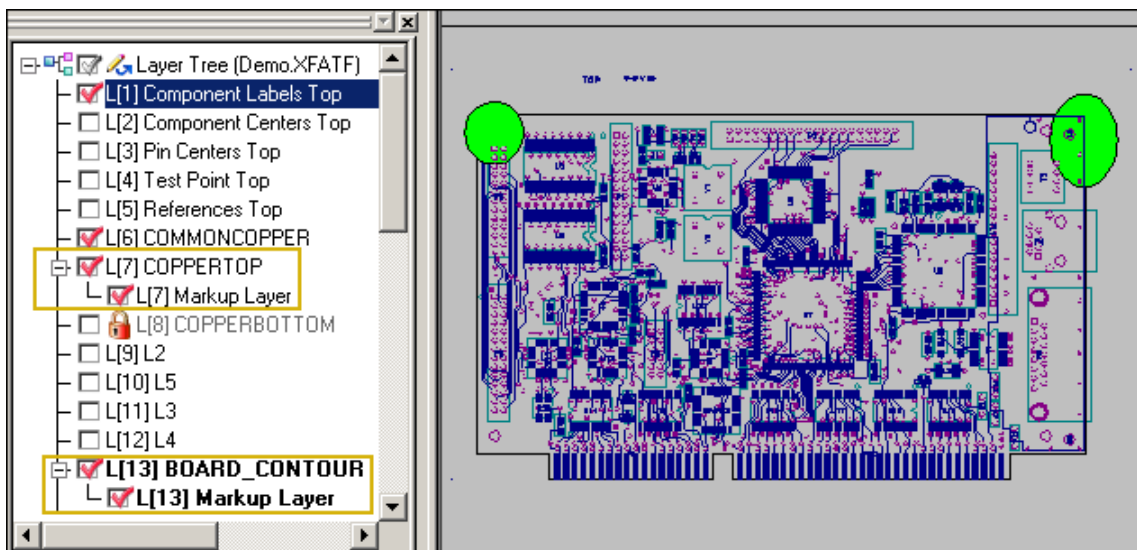 Layer Tree (Demo.XFATF)
L[1] Component Labels Top
L[2] Component Centers Top
L[3] Pin Centers Top
L[4] Test Point Top
L[5] References Top
L[6] COMMONCOPPER
L[7] COPPERTOP
L[7] Markup Layer
L[8] COPPERBOTTOM
L[9] L2
L[10] L5
L[11] L3
L[12] L4
L[13] BOARD_CONTOUR
L[13] Markup Layer
TOP